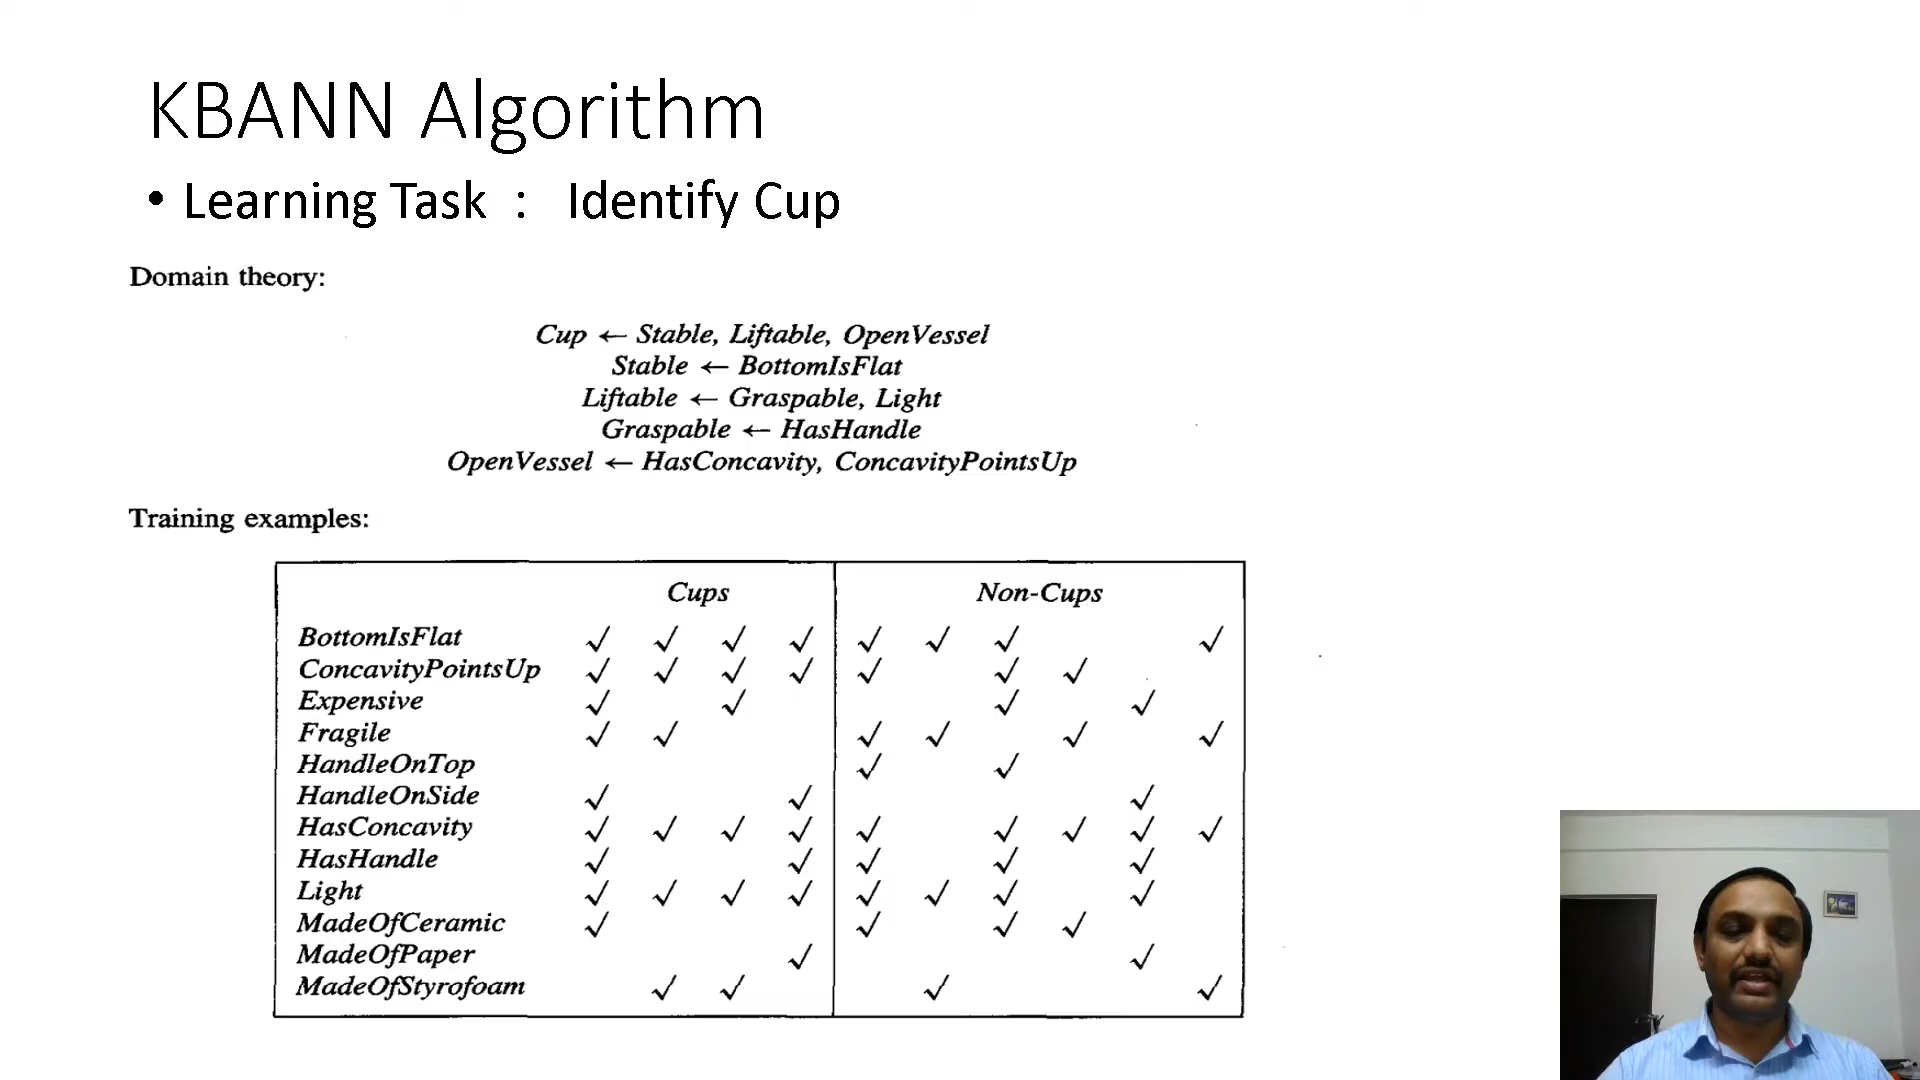 KBANN Algorithm
• Learning Task : Identify Cup
Domain theory:
Cup ← Stable, Liftable, OpenVessel
Stable ← BottomIsFlat
Liftable ← Graspable, Light
Graspable ← HasHandle
OpenVessel ← HasConcavity, ConcavityPointsUp
Training examples:
Cups Non-Cups
BottomIsFlat ✓ ✓ ✓ ✓ ✓ ✓ ✓ ✓
ConcavityPointsUp ✓ ✓ ✓ ✓ ✓ ✓ ✓
Expensive ✓ ✓ ✓ ✓
Fragile ✓ ✓ ✓ ✓ ✓ ✓
HandleOnTop ✓ ✓
HandleOnSide ✓ ✓ ✓
HasConcavity ✓ ✓ ✓ ✓ ✓ ✓ ✓ ✓ ✓
HasHandle ✓ ✓ ✓ ✓ ✓
Light ✓ ✓ ✓ ✓ ✓ ✓ ✓ ✓
MadeOfCeramic ✓ ✓ ✓ ✓
MadeOfPaper ✓ ✓
MadeOfStyrofoam ✓ ✓ ✓ ✓